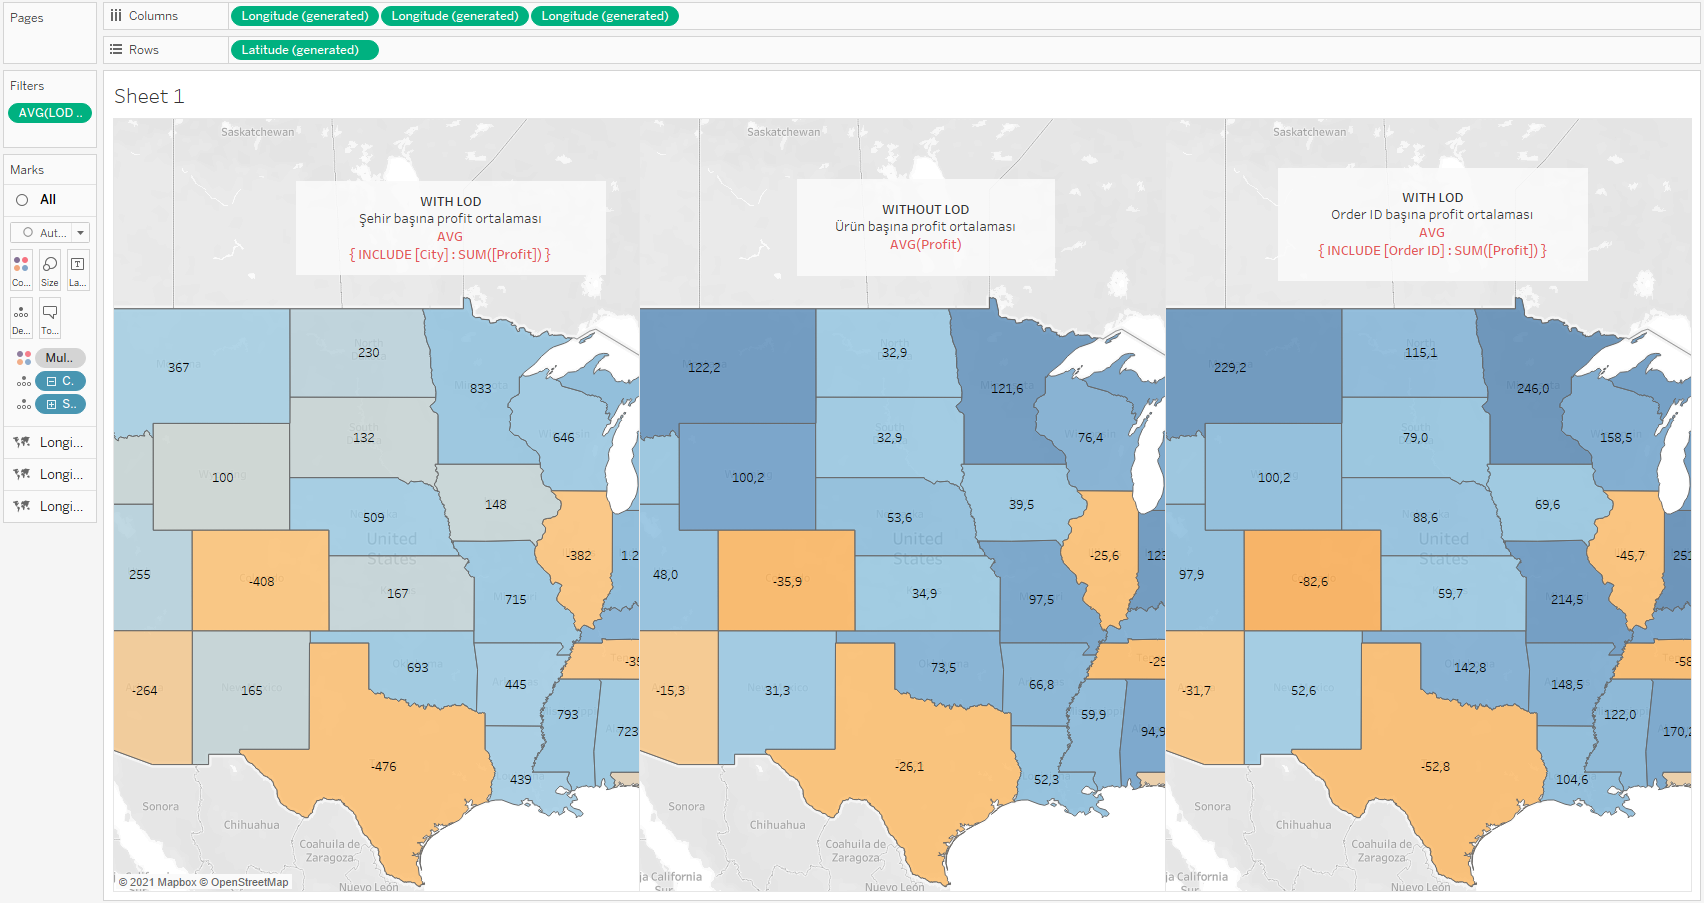 Pages
Columns
Longitude (generated)
Longitude (generated)
Longitude (generated)
Rows
Latitude (generated)
Filters
AVG(LOD ..
Marks
All
Aut...
Co...
Size
La...
De...
To...
Mul..
C.
S..
Longi...
Longi...
Longi...
Sheet 1
Saskatchewan
WITH LOD
Şehir başına profit ortalaması
AVG
{ INCLUDE [City] : SUM([Profit]) }
367
230
833
132
646
100
148
509
United
States
-382
1.2
255
-408
167
715
693
-35
-264
165
445
793
723
-476
439
Sonora
Chihuahua
Coahuila de
Zaragoza
Nuevo León
© 2021 Mapbox © OpenStreetMap
Saskatchewan
WITHOUT LOD
Ürün başına profit ortalaması
AVG(Profit)
122,2
32,9
121,6
32,9
76,4
100,2
39,5
53,6
United
States
-25,6
123
48,0
-35,9
34,9
97,5
73,5
-29
-15,3
31,3
66,8
59,9
94,9
-26,1
52,3
Sonora
Chihuahua
Coahuila de
Zaragoza
ja California
Sur
Nuevo León
Saskatchewan
WITH LOD
Order ID başına profit ortalaması
AVG
{ INCLUDE [Order ID] : SUM([Profit]) }
229,2
115,1
246,0
79,0
158,5
100,2
69,6
88,6
United
States
-45,7
251
97,9
-82,6
59,7
214,5
142,8
-58
-31,7
52,6
148,5
122,0
170,2
-52,8
104,6
Sonora
Chihuahua
Coahuila de
Zaragoza
ja California
Sur
Nuevo León